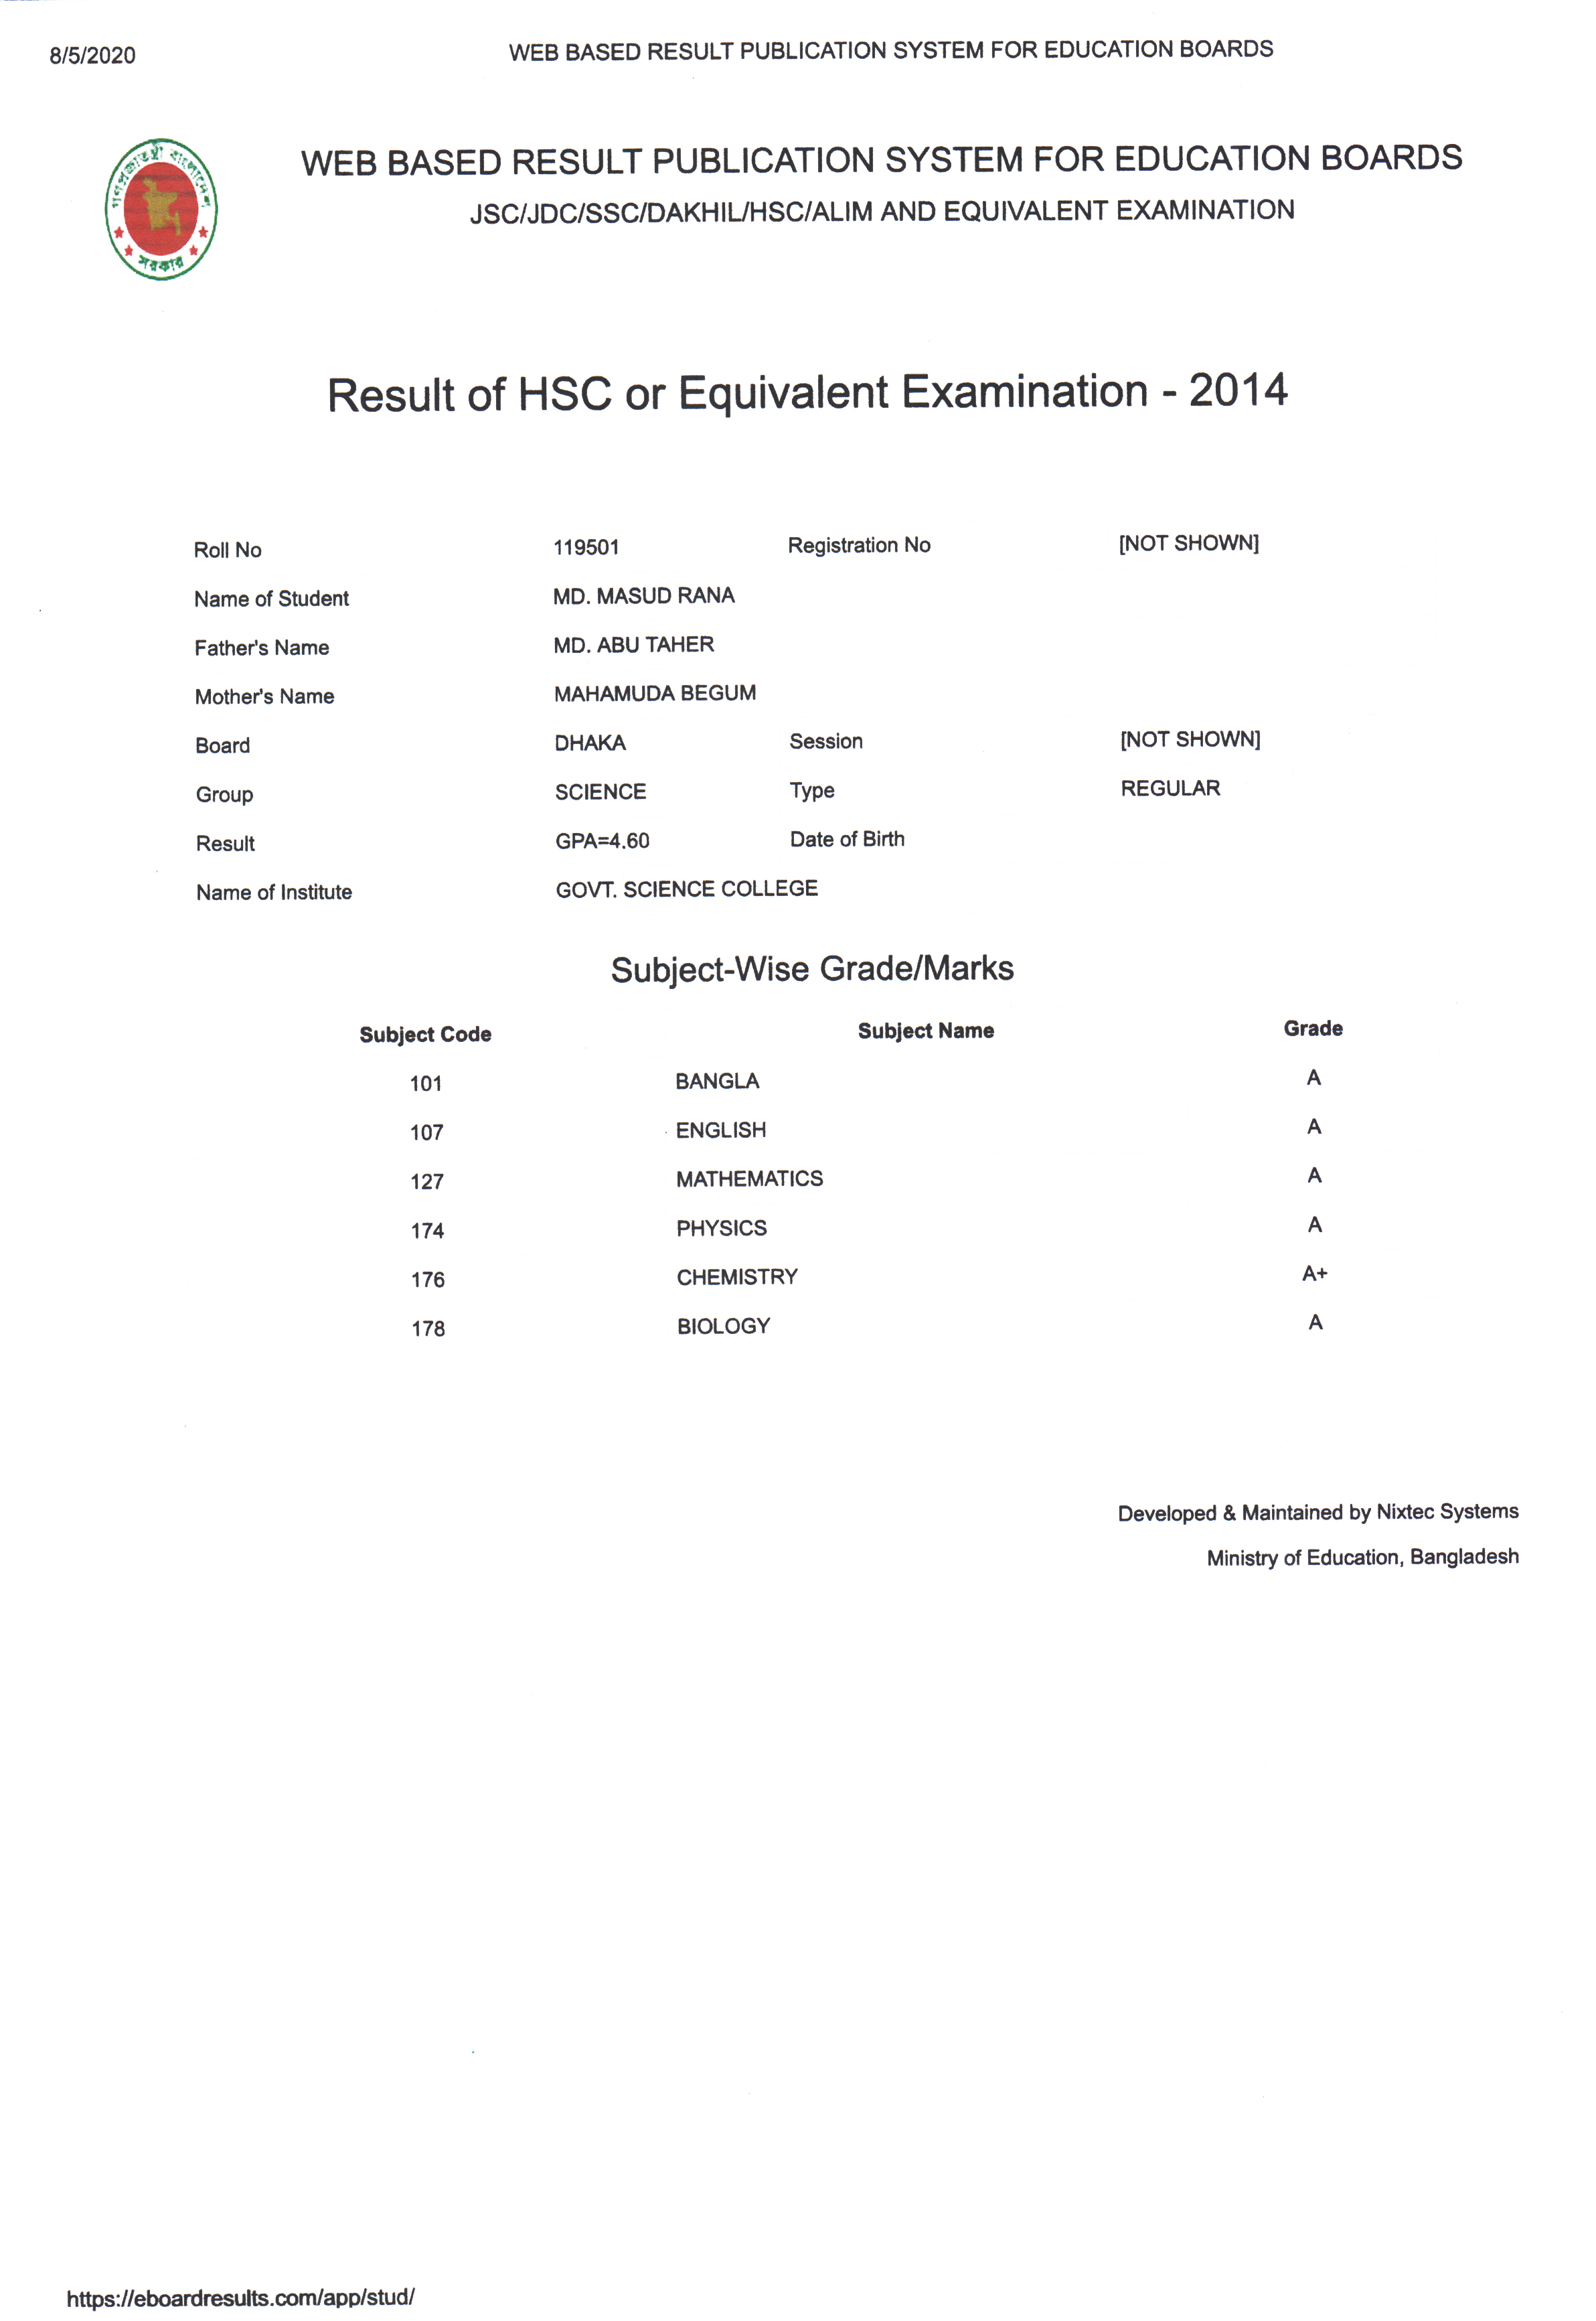 8/5/2020 WEB BASED RESULT PUBLICATION SYSTEM FOR EDUCATION BOARDS
গণপ্রজাতন্ত্রী বাংলাদেশ
সরকার
WEB BASED RESULT PUBLICATION SYSTEM FOR EDUCATION BOARDS
JSC/JDC/SSC/DAKHIL/HSC/ALIM AND EQUIVALENT EXAMINATION
Result of HSC or Equivalent Examination - 2014
Roll No 119501 Registration No [NOT SHOWN]
Name of Student MD. MASUD RANA
Father's Name MD. ABU TAHER
Mother's Name MAHAMUDA BEGUM
Board DHAKA Session [NOT SHOWN]
Group SCIENCE Type REGULAR
Result GPA=4.60 Date of Birth
Name of Institute GOVT. SCIENCE COLLEGE
Subject-Wise Grade/Marks
Subject Code Subject Name Grade
101 BANGLA A
107 ENGLISH A
127 MATHEMATICS A
174 PHYSICS A
176 CHEMISTRY A+
178 BIOLOGY A
Developed & Maintained by Nixtec Systems
Ministry of Education, Bangladesh
https://eboardresults.com/app/stud/